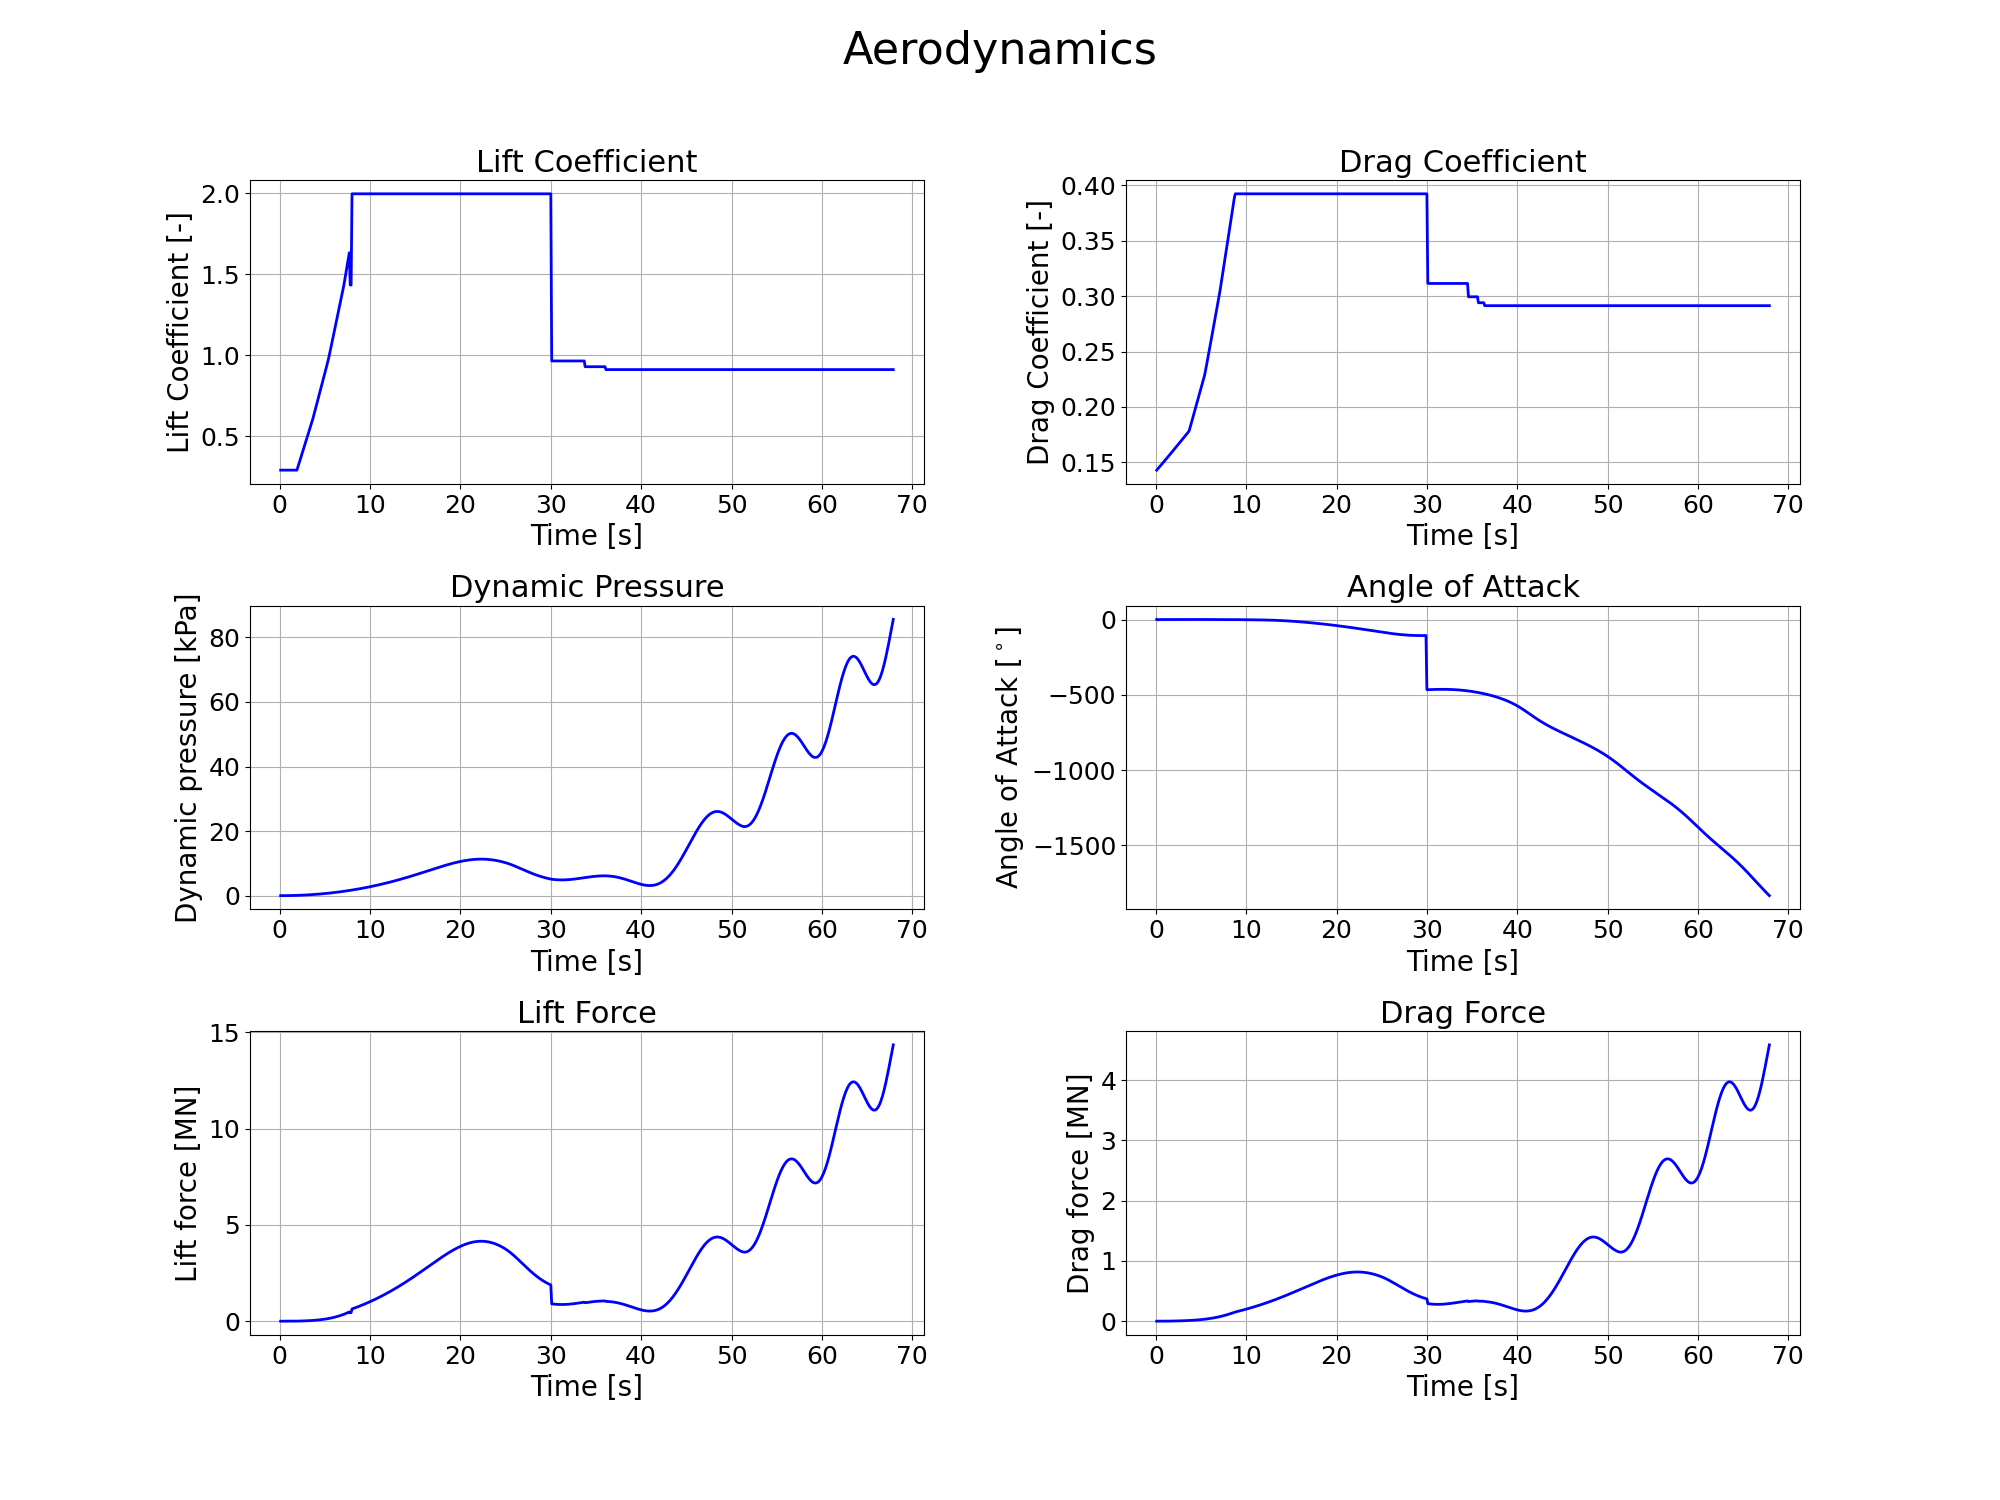 Aerodynamics
Lift Coefficient
Lift Coefficient [-]
2.0
1.5
1.0
0.5
0 10 20 30 40 50 60 70
Time [s]
Drag Coefficient
Drag Coefficient [-]
0.40
0.35
0.30
0.25
0.20
0.15
0 10 20 30 40 50 60 70
Time [s]
Dynamic Pressure
Dynamic pressure [kPa]
80
60
40
20
0
0 10 20 30 40 50 60 70
Time [s]
Angle of Attack
Angle of Attack [°]
0
−500
−1000
−1500
0 10 20 30 40 50 60 70
Time [s]
Lift Force
Lift force [MN]
15
10
5
0
0 10 20 30 40 50 60 70
Time [s]
Drag Force
Drag force [MN]
4
3
2
1
0
0 10 20 30 40 50 60 70
Time [s]